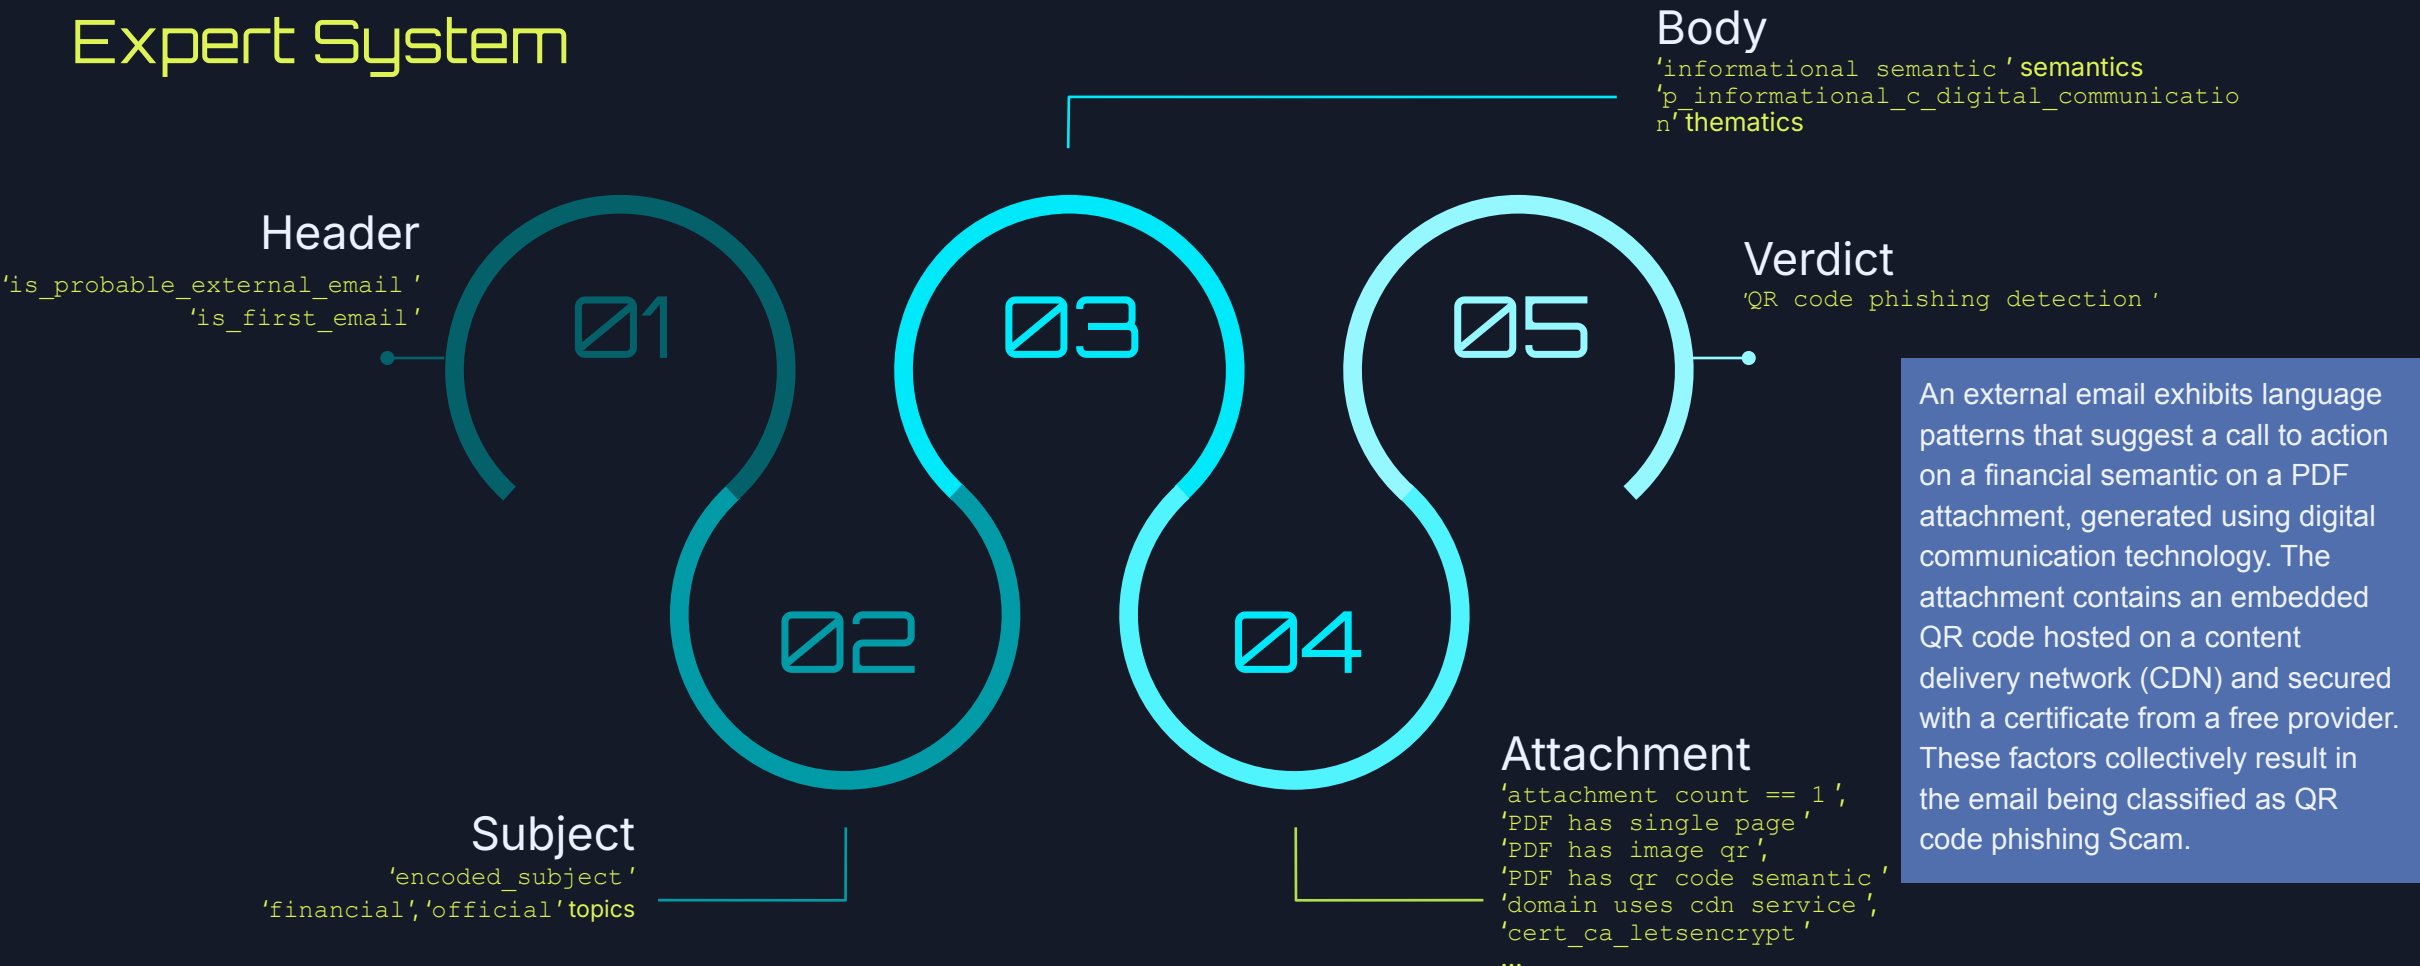 Expert System
Header
'is_probable_external_email'
'is_first_email'
01
Subject
'encoded_subject'
'financial', 'official' topics
02
Body
'informational semantic' semantics
'p_informational_c_digital_communicatio
n' thematics
03
Attachment
'attachment count == 1',
'PDF has single page'
'PDF has image qr',
'PDF has qr code semantic'
'domain uses cdn service',
'cert_ca_letsencrypt'
...
04
Verdict
'QR code phishing detection'
05
An external email exhibits language
patterns that suggest a call to action
on a financial semantic on a PDF
attachment, generated using digital
communication technology. The
attachment contains an embedded
QR code hosted on a content
delivery network (CDN) and secured
with a certificate from a free provider.
These factors collectively result in
the email being classified as QR
code phishing Scam.